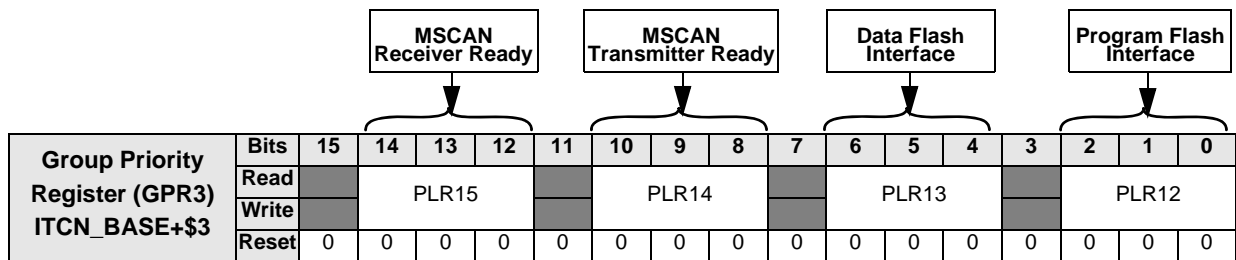 MSCAN
Receiver Ready
MSCAN
Transmitter Ready
Data Flash
Interface
Program Flash
Interface
Group Priority
Register (GPR3)
ITCN_BASE+$3
Bits 15 14 13 12 11 10 9 8 7 6 5 4 3 2 1 0
Read
PLR15 PLR14 PLR13 PLR12
Write
Reset 0 0 0 0 0 0 0 0 0 0 0 0 0 0 0 0